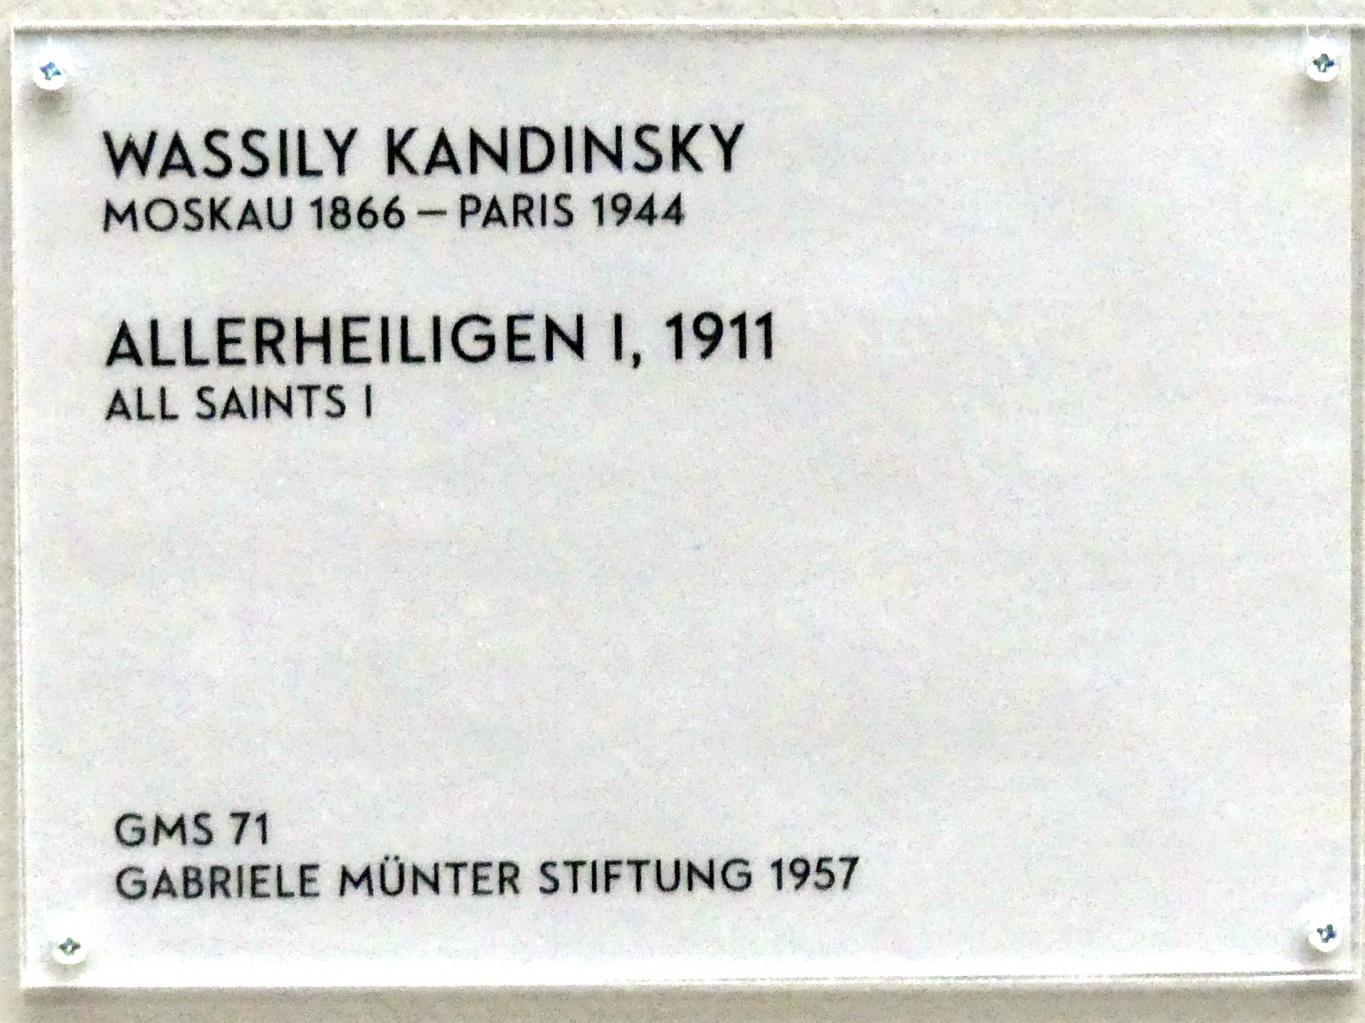 WASSILY KANDINSKY
MOSKAU 1866 – PARIS 1944
ALLERHEILIGEN I, 1911
ALL SAINTS I
GMS 71
GABRIELE MÜNTER STIFTUNG 1957